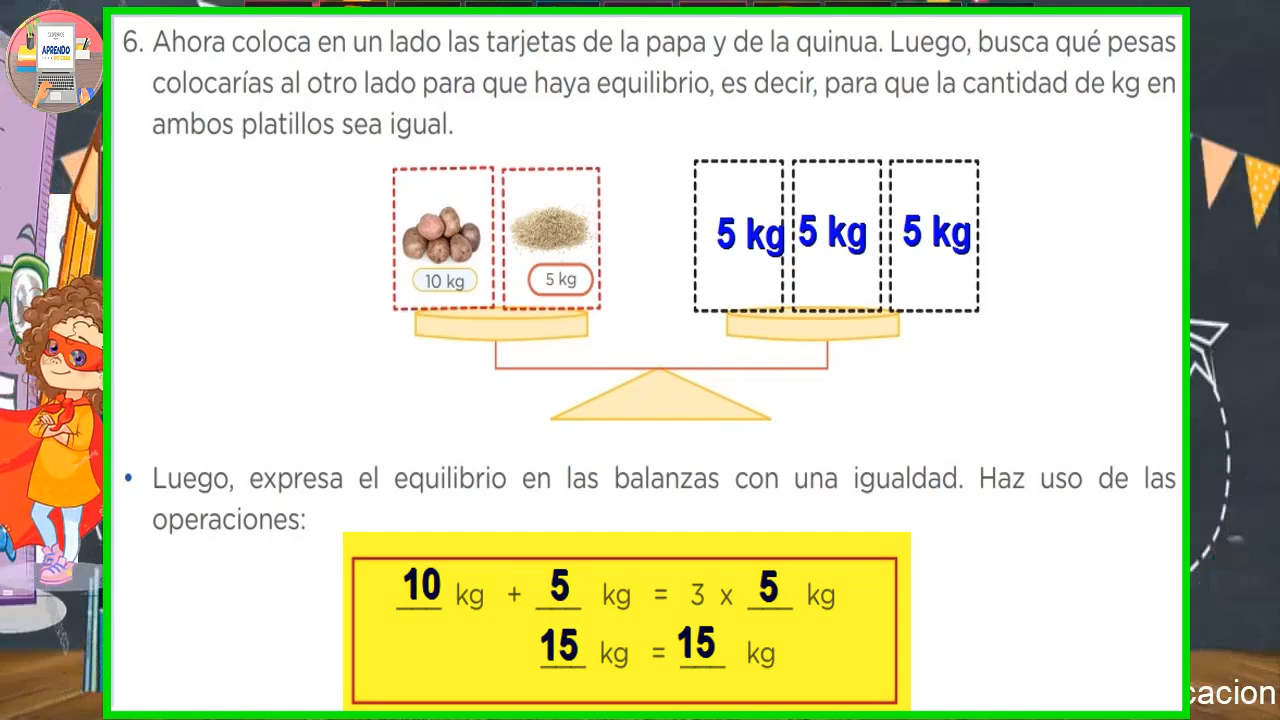 6. Ahora coloca en un lado las tarjetas de la papa y de la quinua. Luego, busca qué pesas
colocarías al otro lado para que haya equilibrio, es decir, para que la cantidad de kg en
ambos platillos sea igual.
10 kg
5 kg
5 kg 5 kg 5 kg
• Luego, expresa el equilibrio en las balanzas con una igualdad. Haz uso de las
operaciones:
10 kg + 5 kg = 3 x 5 kg
15 kg = 15 kg
APRENDO
cacion